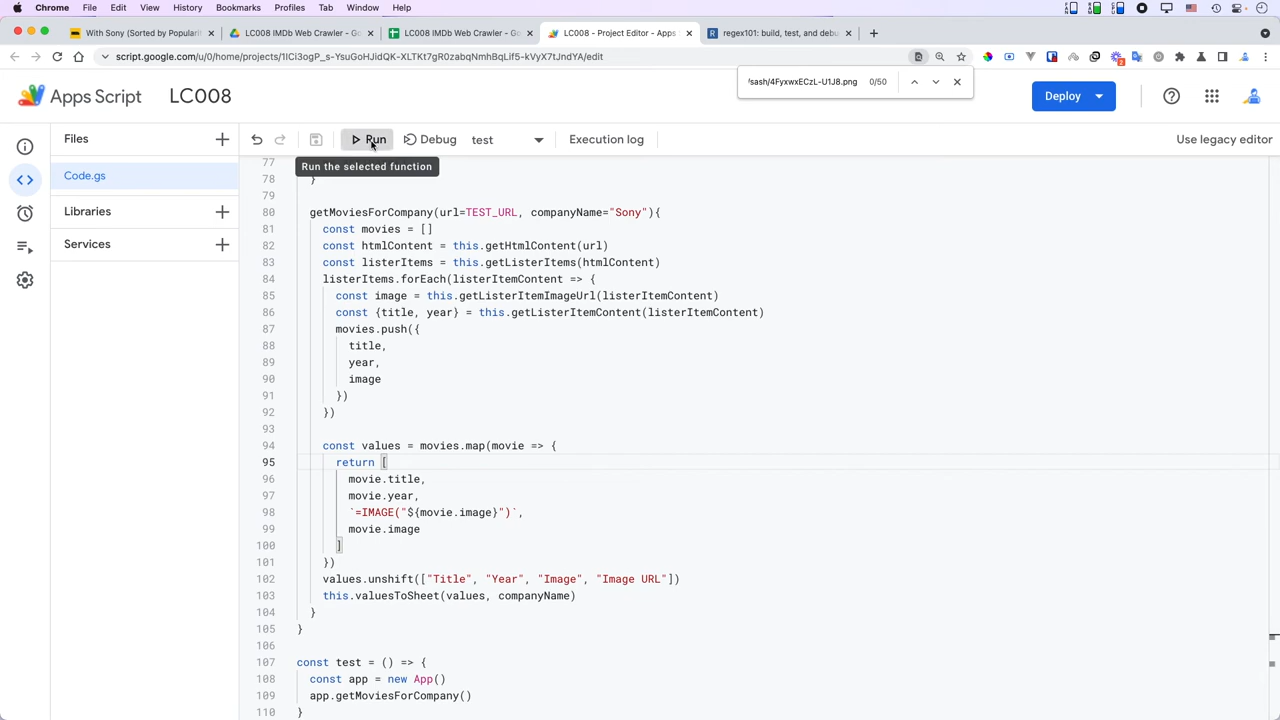 Chrome File Edit View History Bookmarks Profiles Tab Window Help
With Sony (Sorted by Populari
LC008 IMDb Web Crawler - Go
LC008 IMDb Web Crawler - Goo
LC008 - Project Editor - Apps
regex101: build, test, and debu
script.google.com/u/0/home/projects/1ICi3ogP_s-YsuGoHJidQK-XLTKt7gR0zabqNmhBqLif5-kVyX7tJndYA/edit
sash/4FyxwxECzL-U1J8.png 0/50
Apps Script LC008 Deploy
Files Run Debug test Execution log Use legacy editor
Run the selected function
Code.gs
Libraries
Services
77
78 }
79
80 getMoviesForCompany(url=TEST_URL, companyName="Sony"){
81 const movies = []
82 const htmlContent = this.getHtmlContent(url)
83 const listerItems = this.getListerItems(htmlContent)
84 listerItems.forEach(listerItemContent => {
85 const image = this.getListerItemImageUrl(listerItemContent)
86 const {title, year} = this.getListerItemContent(listerItemContent)
87 movies.push({
88 title,
89 year,
90 image
91 })
92 })
93
94 const values = movies.map(movie => {
95 return [
96 movie.title,
97 movie.year,
98 `=IMAGE("${movie.image}")`,
99 movie.image
100 ]
101 })
102 values.unshift(["Title", "Year", "Image", "Image URL"])
103 this.valuesToSheet(values, companyName)
104 }
105 }
106
107 const test = () => {
108 const app = new App()
109 app.getMoviesForCompany()
110 }